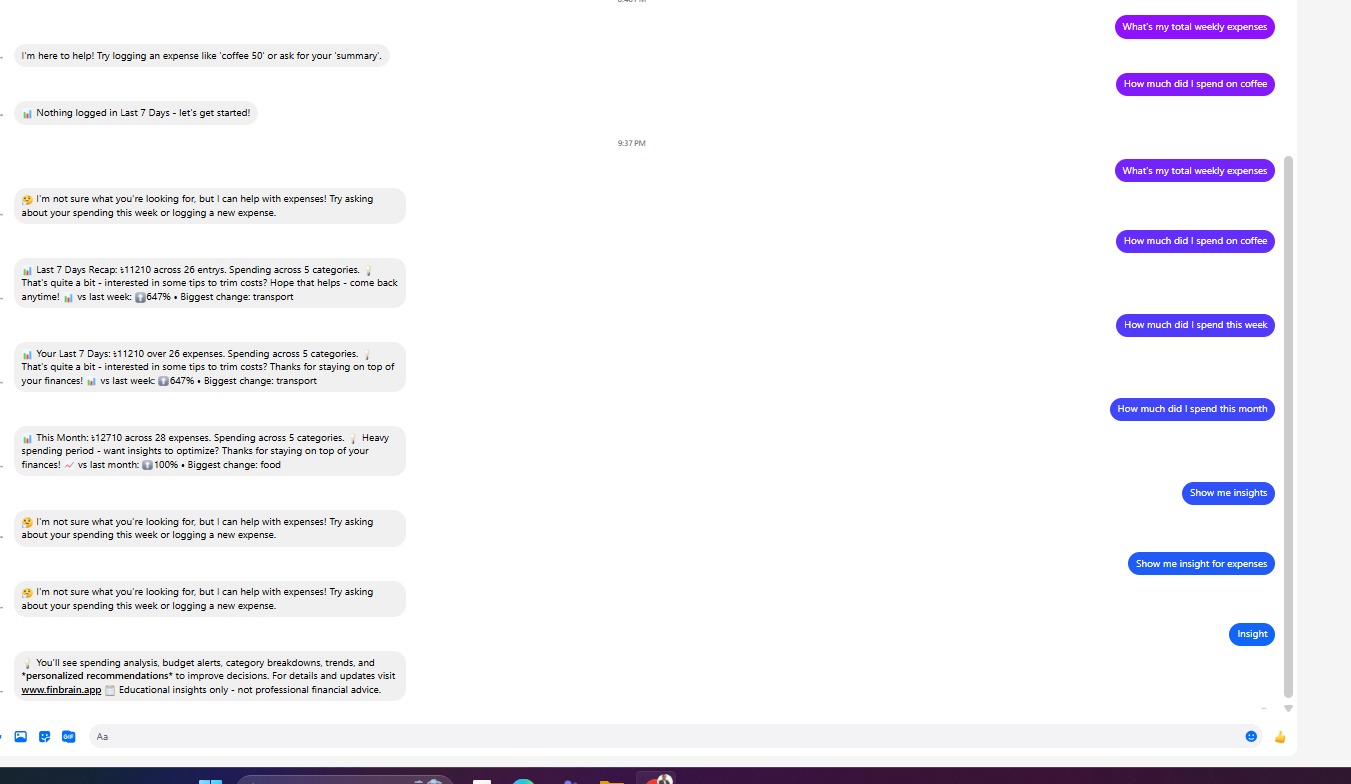 What's my total weekly expenses
I'm here to help! Try logging an expense like 'coffee 50' or ask for your 'summary'.
How much did I spend on coffee
📊 Nothing logged in Last 7 Days - let's get started!
9:37 PM
What's my total weekly expenses
🤔 I'm not sure what you're looking for, but I can help with expenses! Try asking
about your spending this week or logging a new expense.
How much did I spend on coffee
📊 Last 7 Days Recap: ৳11210 across 26 entrys. Spending across 5 categories. 💡
That's quite a bit - interested in some tips to trim costs? Hope that helps - come back
anytime! 📊 vs last week: ⬆️647% • Biggest change: transport
How much did I spend this week
📊 Your Last 7 Days: ৳11210 over 26 expenses. Spending across 5 categories. 💡
That's quite a bit - interested in some tips to trim costs? Thanks for staying on top of
your finances! 📊 vs last week: ⬆️647% • Biggest change: transport
How much did I spend this month
📊 This Month: ৳12710 across 28 expenses. Spending across 5 categories. 💡 Heavy
spending period - want insights to optimize? Thanks for staying on top of your
finances! 📈 vs last month: ⬆️100% • Biggest change: food
Show me insights
🤔 I'm not sure what you're looking for, but I can help with expenses! Try asking
about your spending this week or logging a new expense.
Show me insight for expenses
🤔 I'm not sure what you're looking for, but I can help with expenses! Try asking
about your spending this week or logging a new expense.
Insight
💡 You'll see spending analysis, budget alerts, category breakdowns, trends, and
*personalized recommendations* to improve decisions. For details and updates visit
www.finbrain.app 📋 Educational insights only - not professional financial advice.
GIF
Aa